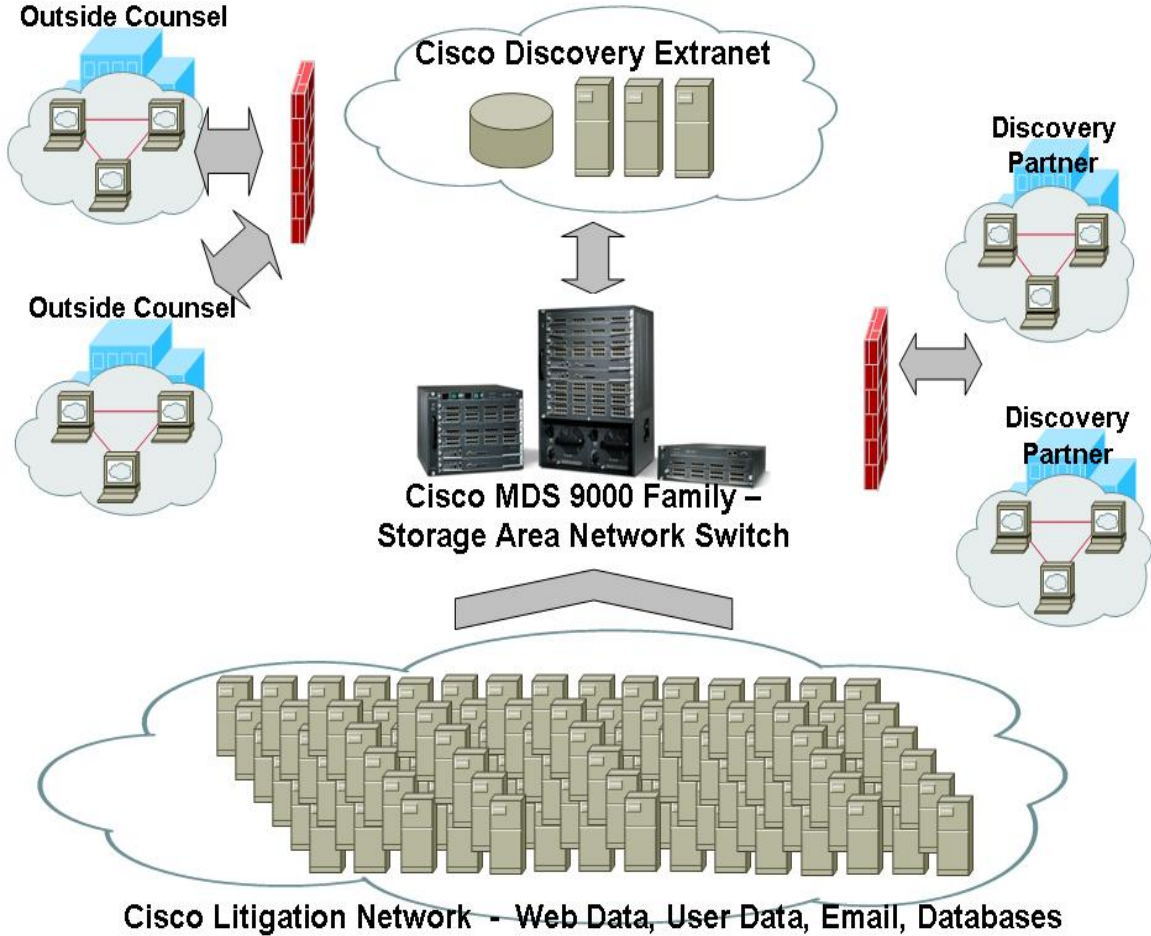 Outside Counsel
Cisco Discovery Extranet
Discovery
Partner
Outside Counsel
Discovery
Partner
Cisco MDS 9000 Family –
Storage Area Network Switch
Cisco Litigation Network - Web Data, User Data, Email, Databases